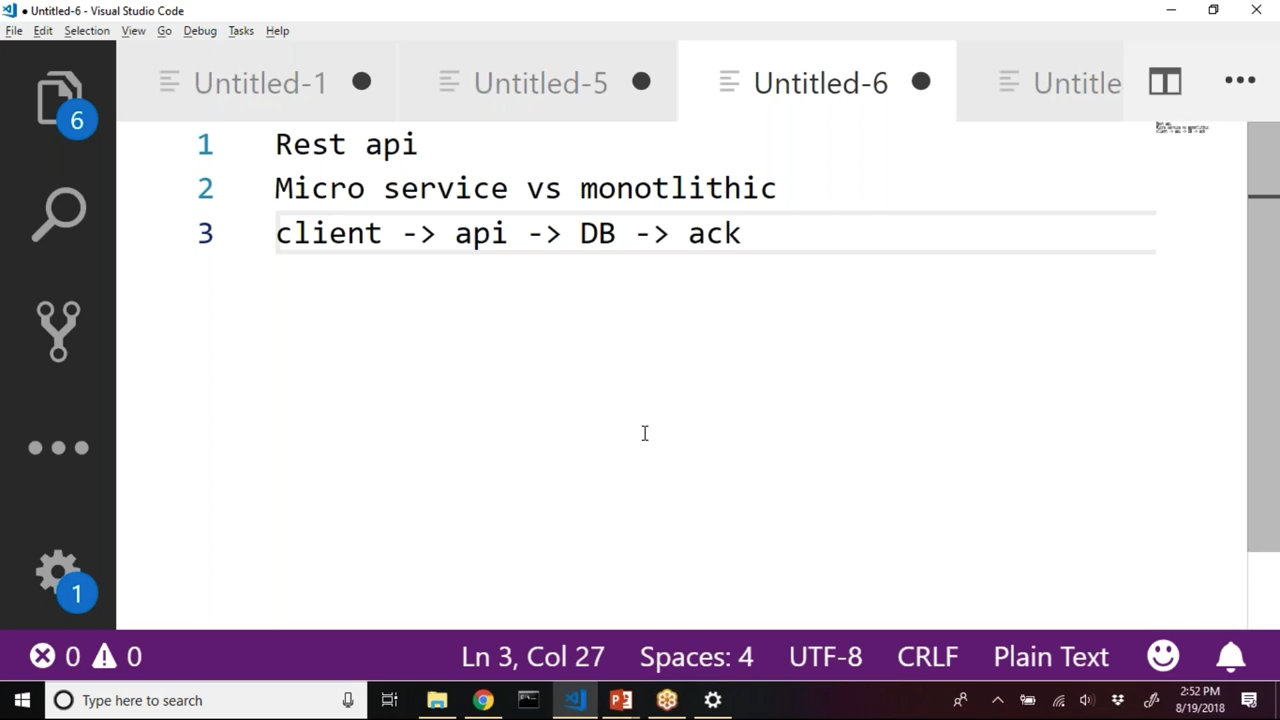 Untitled-6 - Visual Studio Code
File Edit Selection View Go Debug Tasks Help
Untitled-1 Untitled-5 Untitled-6 Untitle
6
1 Rest api
2 Micro service vs monotlithic
3 client -> api -> DB -> ack
1
0 0 Ln 3, Col 27 Spaces: 4 UTF-8 CRLF Plain Text
Type here to search
2:52 PM
8/19/2018